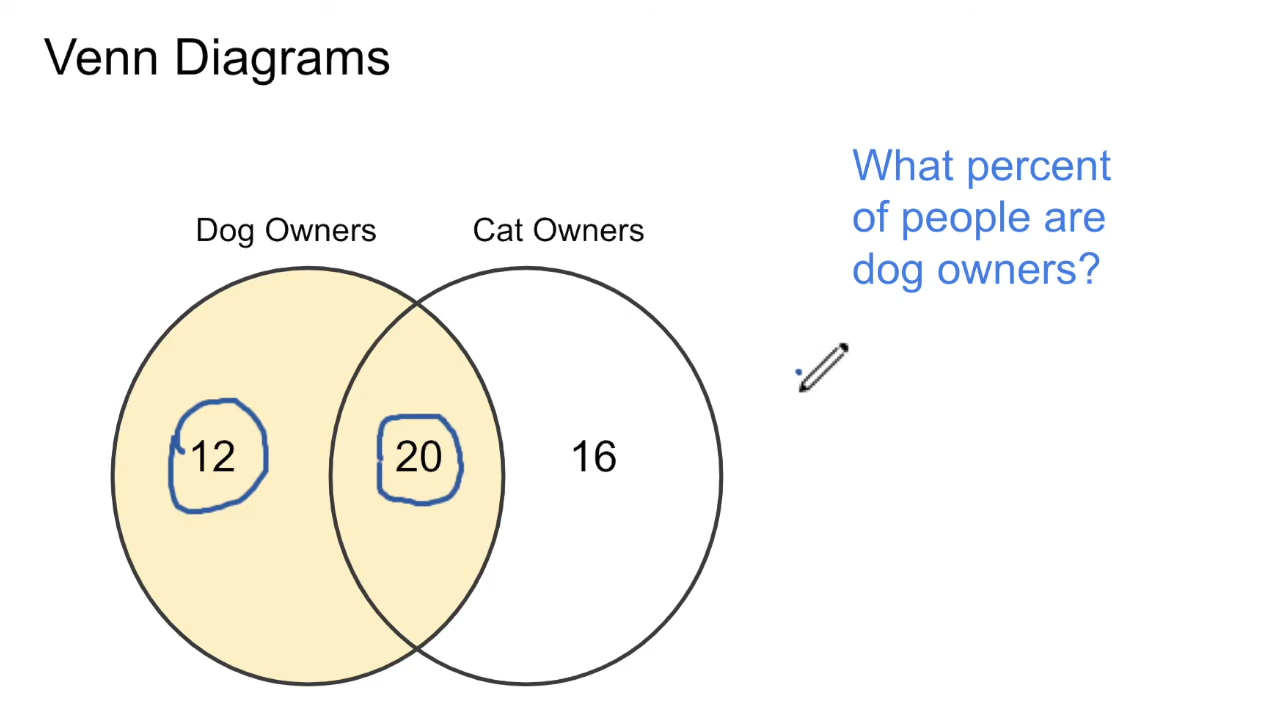 Venn Diagrams
What percent
of people are
dog owners?
Dog Owners
Cat Owners
12
20
16